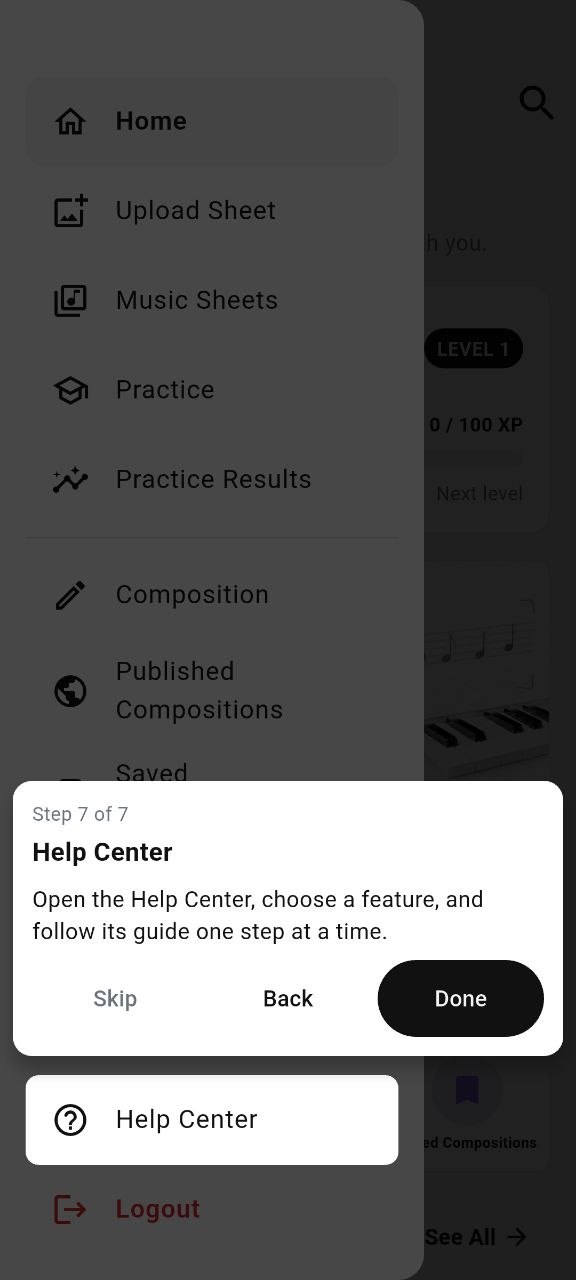 Home
Upload Sheet
h you.
Music Sheets
LEVEL 1
Practice
0 / 100 XP
Practice Results
Next level
Composition
Published
Compositions
Saved
Step 7 of 7
Help Center
Open the Help Center, choose a feature, and
follow its guide one step at a time.
Skip Back Done
Help Center
ed Compositions
Logout
See All